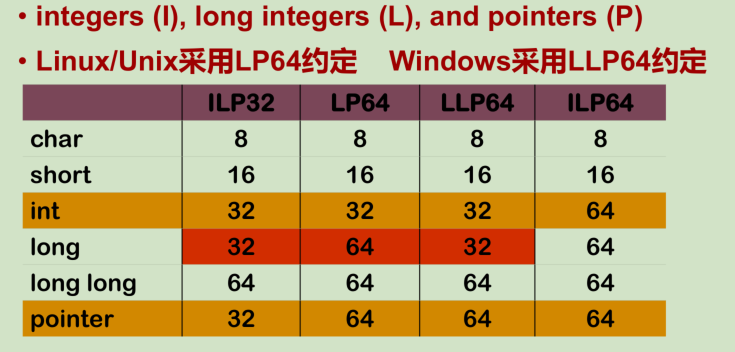 • integers (I), long integers (L), and pointers (P)
• Linux/Unix采用LP64约定 Windows采用LLP64约定
ILP32 LP64 LLP64 ILP64
char 8 8 8 8
short 16 16 16 16
int 32 32 32 64
long 32 64 32 64
long long 64 64 64 64
pointer 32 64 64 64